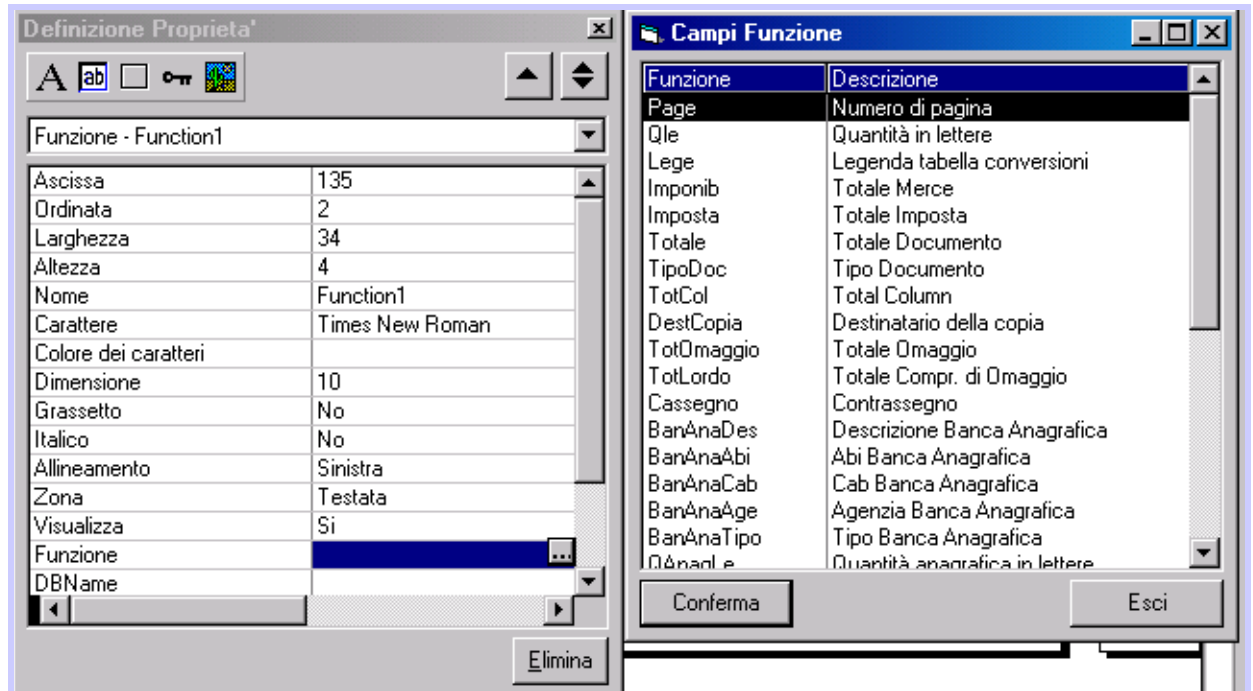 Definizione Proprieta'
A ab
Funzione - Function1
Ascissa 135
Ordinata 2
Larghezza 34
Altezza 4
Nome Function1
Carattere Times New Roman
Colore dei caratteri
Dimensione 10
Grassetto No
Italico No
Allineamento Sinistra
Zona Testata
Visualizza Si
Funzione ...
DBName
Elimina
Campi Funzione
Funzione Descrizione
Page Numero di pagina
Qle Quantità in lettere
Lege Legenda tabella conversioni
Imponib Totale Merce
Imposta Totale Imposta
Totale Totale Documento
TipoDoc Tipo Documento
TotCol Total Column
DestCopia Destinatario della copia
TotOmaggio Totale Omaggio
TotLordo Totale Compr. di Omaggio
Cassegno Contrassegno
BanAnaDes Descrizione Banca Anagrafica
BanAnaAbi Abi Banca Anagrafica
BanAnaCab Cab Banca Anagrafica
BanAnaAge Agenzia Banca Anagrafica
BanAnaTipo Tipo Banca Anagrafica
QAnagLe Quantità anagrafica in lettere
Conferma Esci